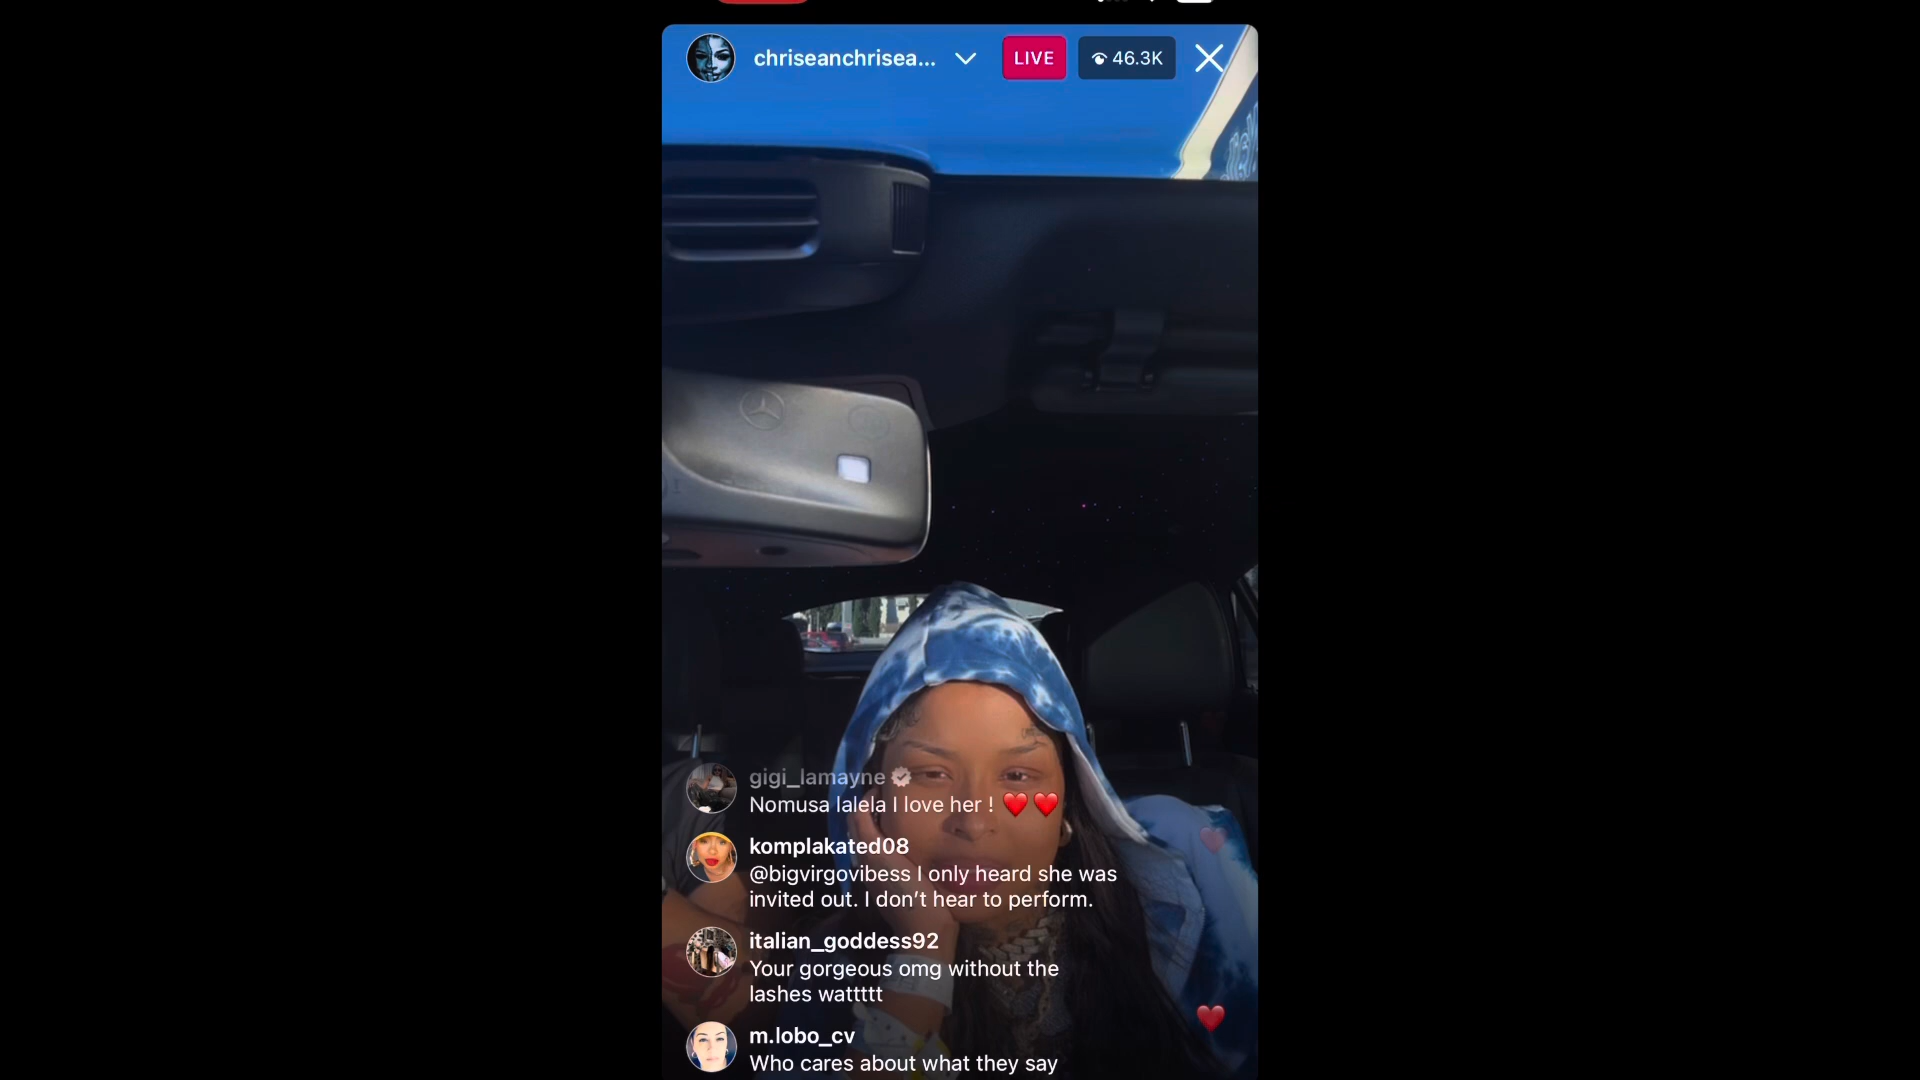 chriseanchrisea...
LIVE
46.3K
gigi_lamayne
Nomusa lalela I love her ! ❤️❤️
komplakated08
@bigvirgovibess I only heard she was
invited out. I don’t hear to perform.
italian_goddess92
Your gorgeous omg without the
lashes wattttt
m.lobo_cv
Who cares about what they say